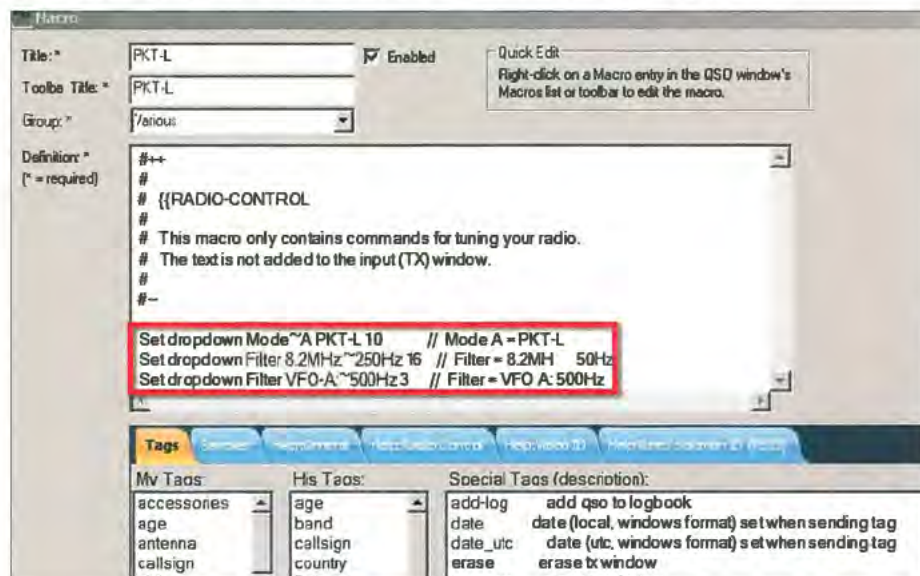 Macro
Title:* PKT-L Enabled
Quick Edit
Right-click on a Macro entry in the QSO window's
Macros list or toolbar to edit the macro.
Toolba Title: * PKT-L
Group: * Various
Definition: *
(* = required)
#++
#
# {{RADIO-CONTROL
#
# This macro only contains commands for tuning your radio.
# The text is not added to the input (TX) window.
#
#--
Set dropdown Mode~A PKT-L 10 // Mode A = PKT-L
Set dropdown Filter 8.2MHz~250Hz 16 // Filter = 8.2MH 50Hz
Set dropdown Filter VFO-A:~500Hz 3 // Filter = VFO A: 500Hz
Tags
My Tags: His Tags: Special Tags (description):
accessories age add-log add qso to logbook
age band date date (local, windows format) set when sending tag
antenna callsign date_utc date (utc, windows format) set when sending tag
callsign country erase erase tx window